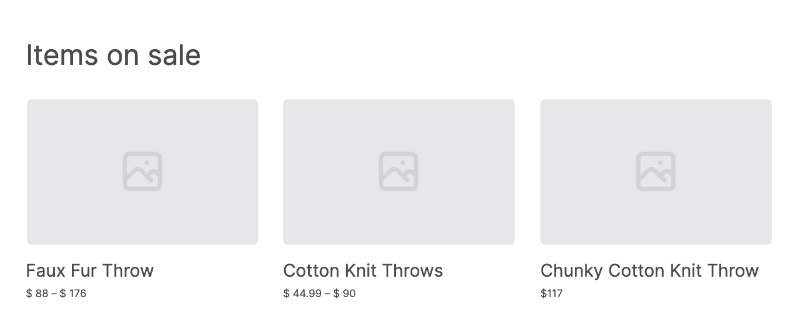 Items on sale
Faux Fur Throw
$ 88 – $ 176
Cotton Knit Throws
$ 44.99 – $ 90
Chunky Cotton Knit Throw
$117